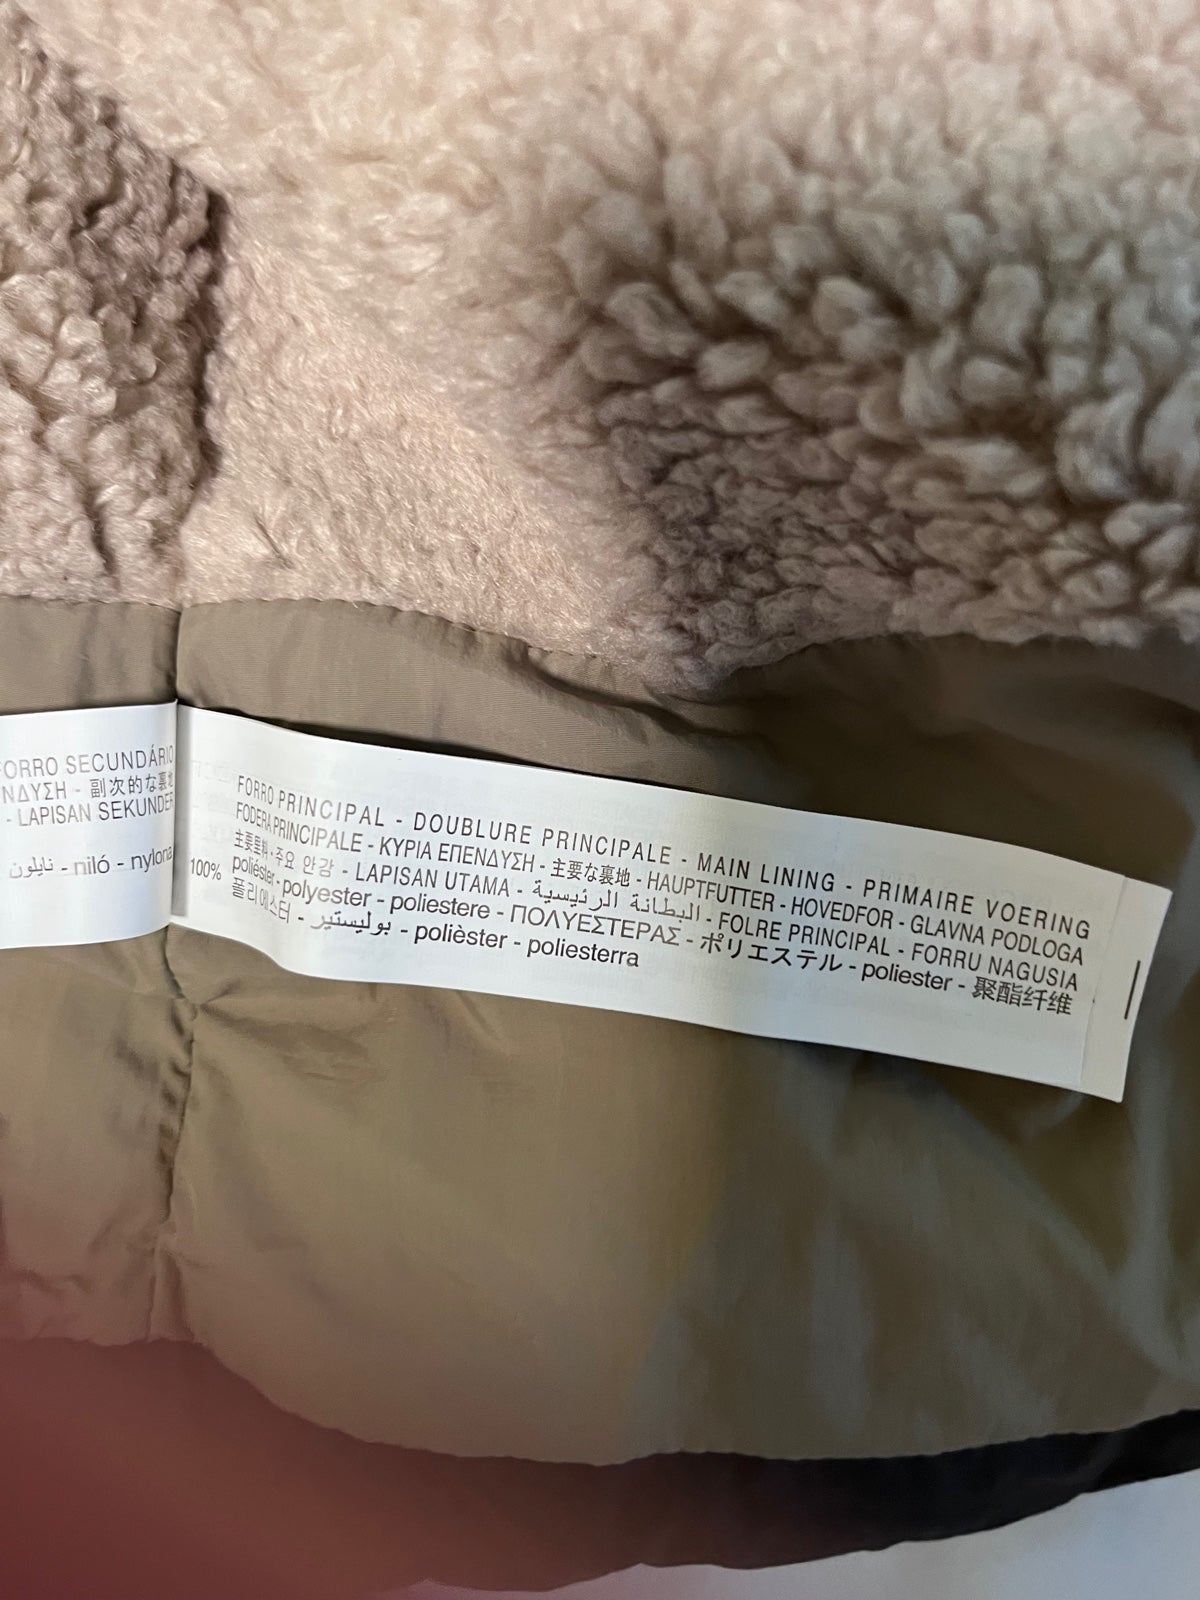 FORRO SECUNDÁRIO
ΝΔΥΣΗ - 副次的な裏地
- LAPISAN SEKUNDER
نايلون - niló - nylona
FORRO PRINCIPAL - DOUBLURE PRINCIPALE - MAIN LINING - PRIMAIRE VOERING
FODERA PRINCIPALE - ΚΥΡΙΑ ΕΠΕΝΔΥΣΗ - 主要な裏地 - HAUPTFUTTER - HOVEDFOR - GLAVNA PODLOGA
主要里料 - 주요 안감 - LAPISAN UTAMA - البطانة الرئيسية - FOLRE PRINCIPAL - FORRU NAGUSIA
100% poliéster - polyester - poliestere - ΠΟΛΥΕΣΤΕΡΑΣ - ポリエステル - poliester - 聚酯纤维
폴리에스터 - بوليستير - polièster - poliesterra